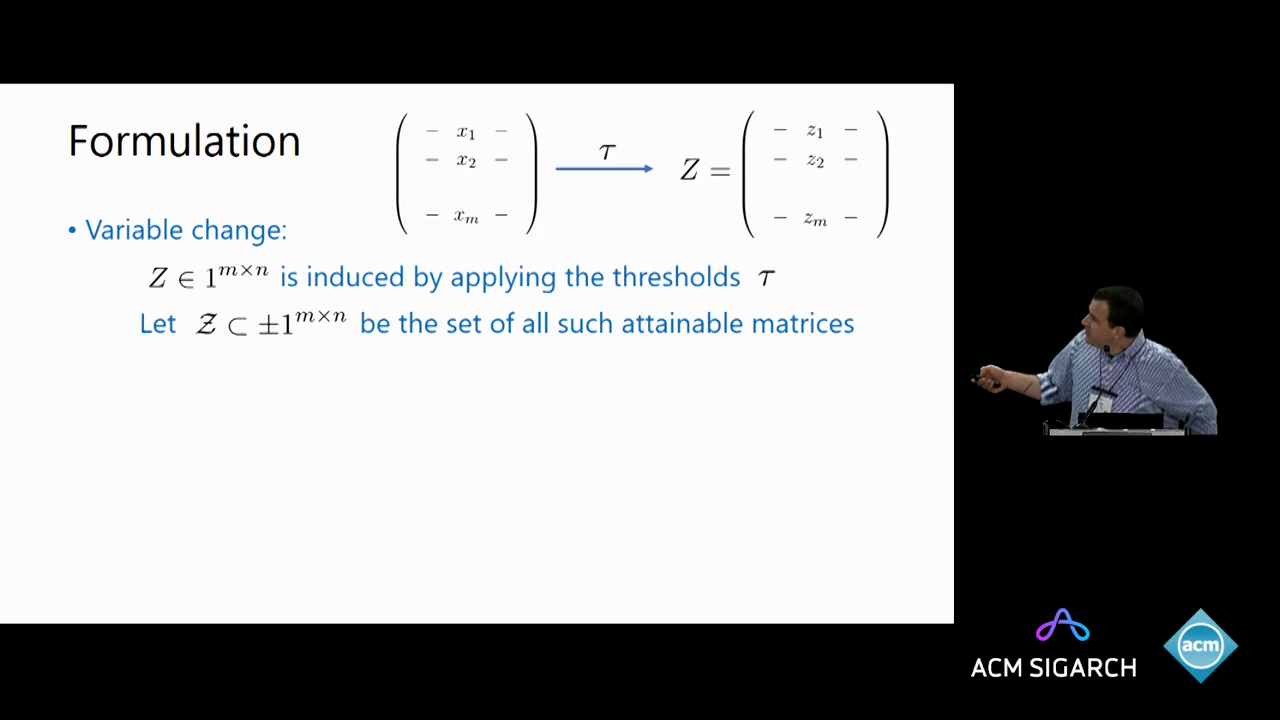 Formulation
– x₁ –
– x₂ –
– xₘ –
τ
Z =
– z₁ –
– z₂ –
– zₘ –
• Variable change:
Z ∈ 1^{m×n} is induced by applying the thresholds τ
Let 𝒵 ⊂ ±1^{m×n} be the set of all such attainable matrices
ACM SIGARCH
acm